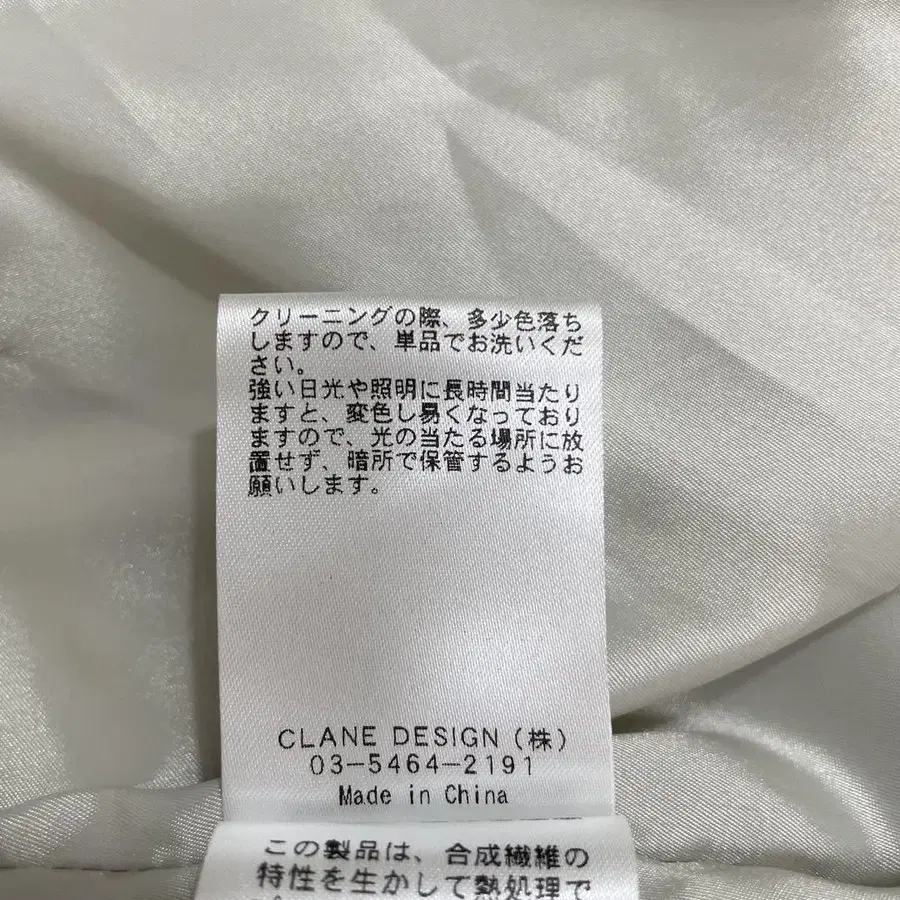 クリーニングの際、多少色落ち
しますので、単品でお洗いくだ
さい。
強い日光や照明に長時間当たり
ますと、変色し易くなっており
ますので、光の当たる場所に放
置せず、暗所で保管するようお
願いします。
CLANE DESIGN（株）
03-5464-2191
Made in China
この製品は、合成繊維の
特性を生かして熱処理で